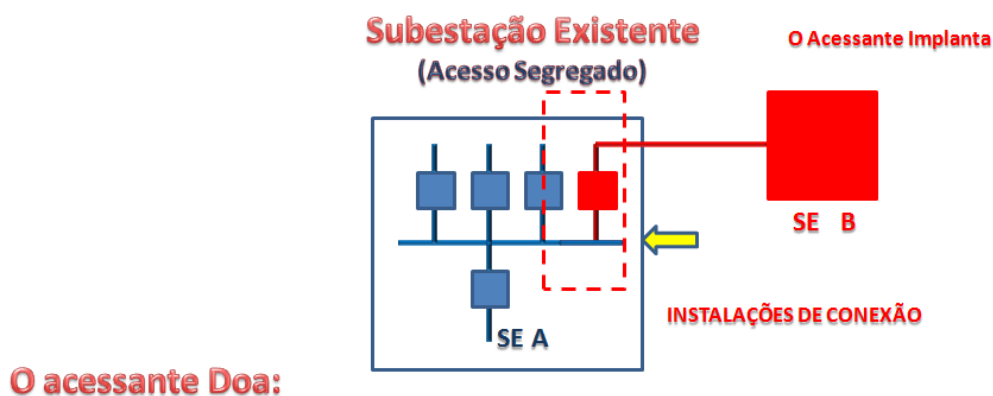 Subestação Existente
O Acessante Implanta
(Acesso Segregado)
SE B
INSTALAÇÕES DE CONEXÃO
SE A
O acessante Doa: